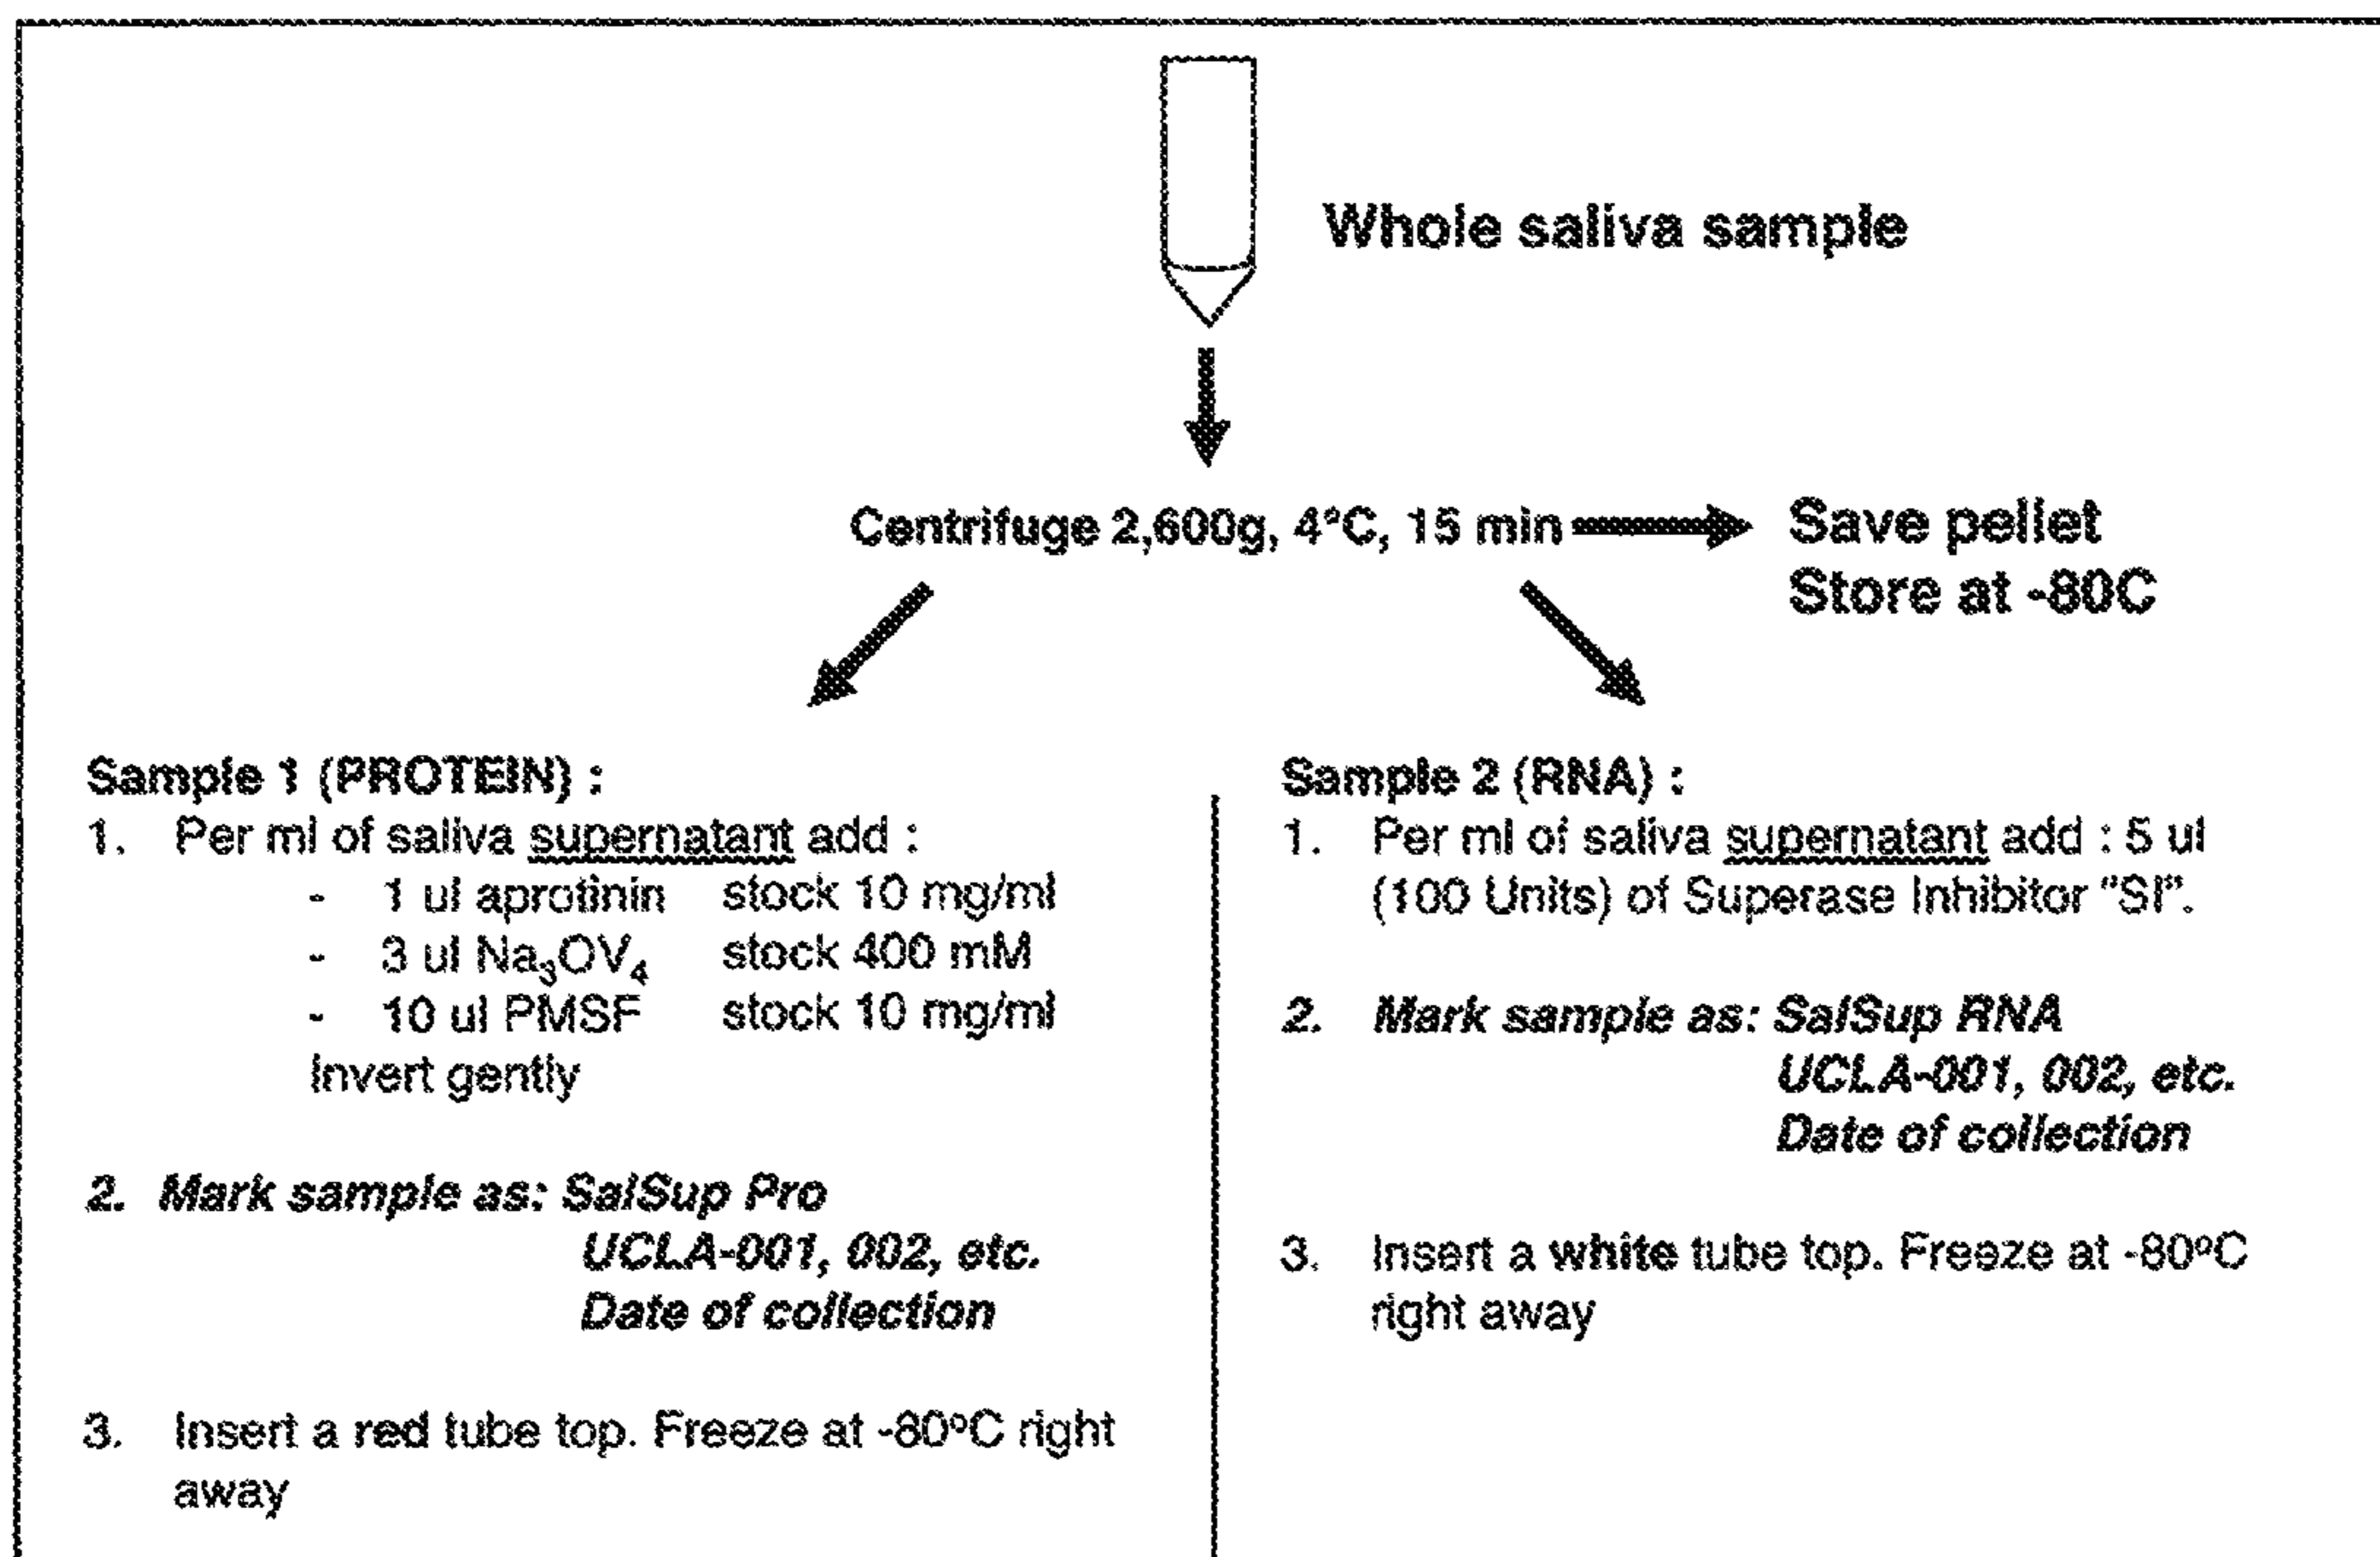 Whole saliva sample
Centrifuge 2,600g, 4°C, 15 min
Save pellet
Store at -80C
Sample 1 (PROTEIN) :
1. Per ml of saliva supernatant add :
- 1 ul aprotinin stock 10 mg/ml
- 3 ul Na₃OV₄ stock 400 mM
- 10 ul PMSF stock 10 mg/ml
Invert gently
2. Mark sample as: SalSup Pro
UCLA-001, 002, etc.
Date of collection
3. Insert a red tube top. Freeze at -80ºC right
away
Sample 2 (RNA) :
1. Per ml of saliva supernatant add : 5 ul
(100 Units) of Superase Inhibitor "SI".
2. Mark sample as: SalSup RNA
UCLA-001, 002, etc.
Date of collection
3. Insert a white tube top. Freeze at -80ºC
right away